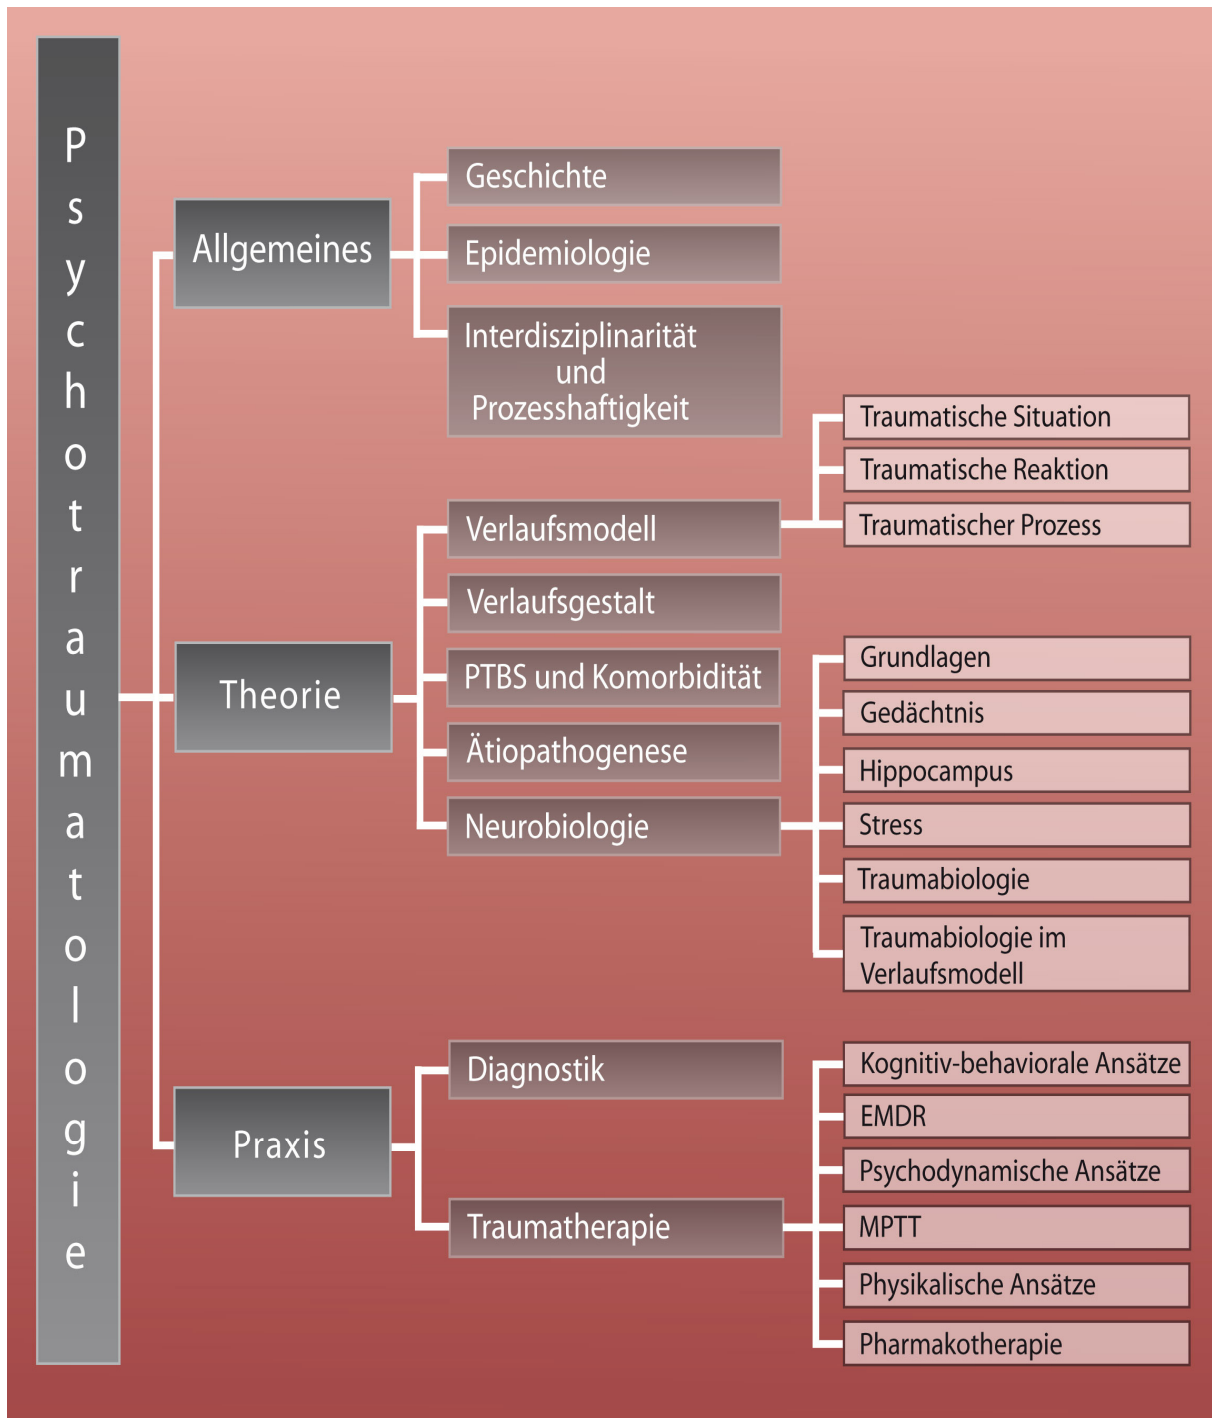 Psychotraumatologie
Allgemeines
Geschichte
Epidemiologie
Interdisziplinarität
und
Prozesshaftigkeit
Theorie
Verlaufsmodell
Traumatische Situation
Traumatische Reaktion
Traumatischer Prozess
Verlaufsgestalt
PTBS und Komorbidität
Ätiopathogenese
Neurobiologie
Grundlagen
Gedächtnis
Hippocampus
Stress
Traumabiologie
Traumabiologie im
Verlaufsmodell
Praxis
Diagnostik
Traumatherapie
Kognitiv-behaviorale Ansätze
EMDR
Psychodynamische Ansätze
MPTT
Physikalische Ansätze
Pharmakotherapie